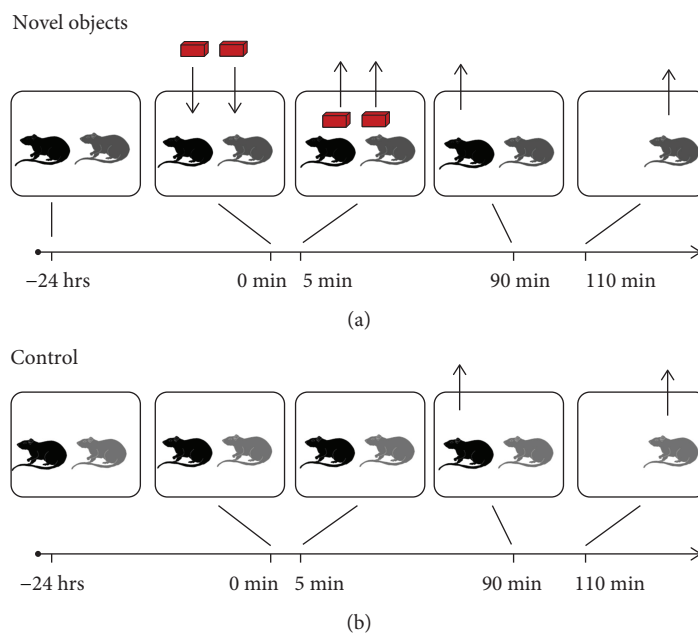 Novel objects
−24 hrs 0 min 5 min 90 min 110 min
(a)
Control
−24 hrs 0 min 5 min 90 min 110 min
(b)